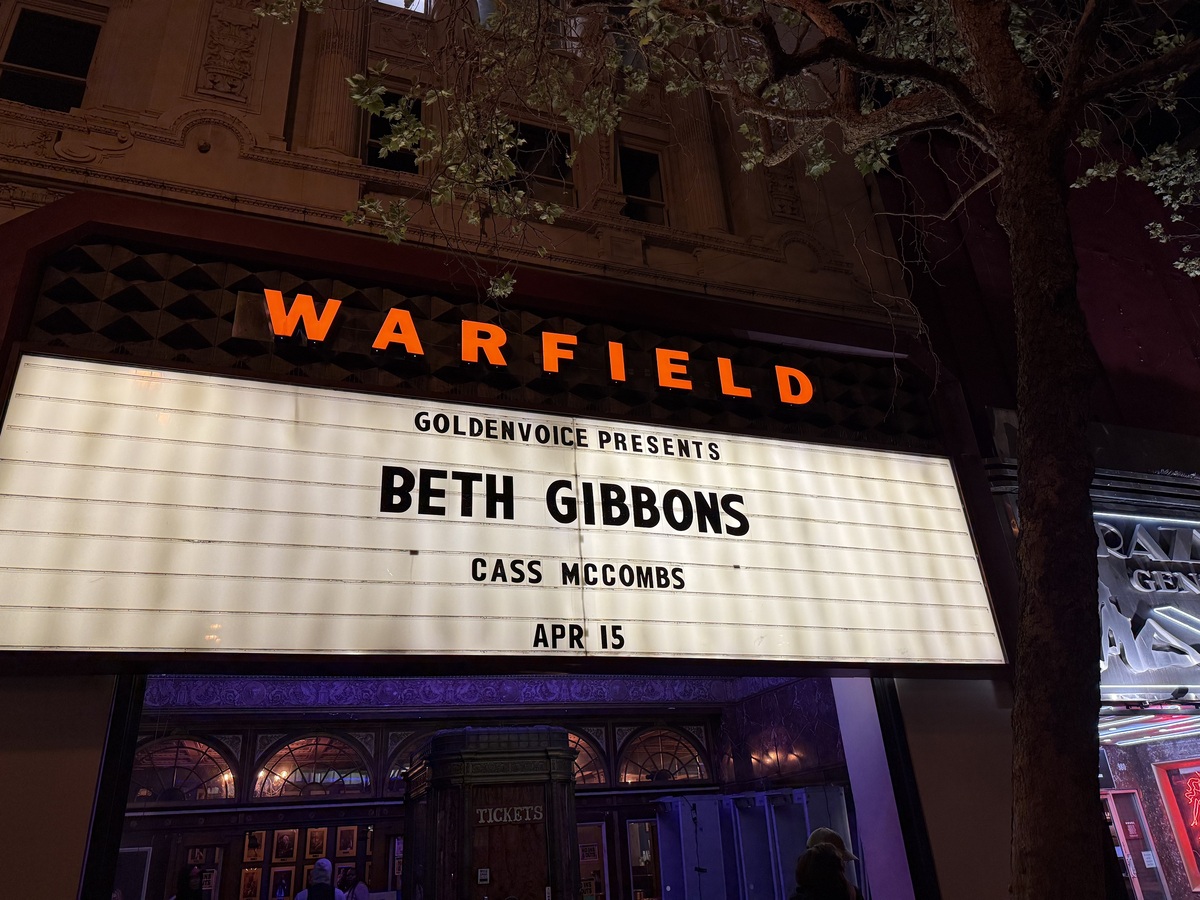 WARFIELD
GOLDENVOICE PRESENTS
BETH GIBBONS
CASS MCCOMBS
APR 15
TICKETS